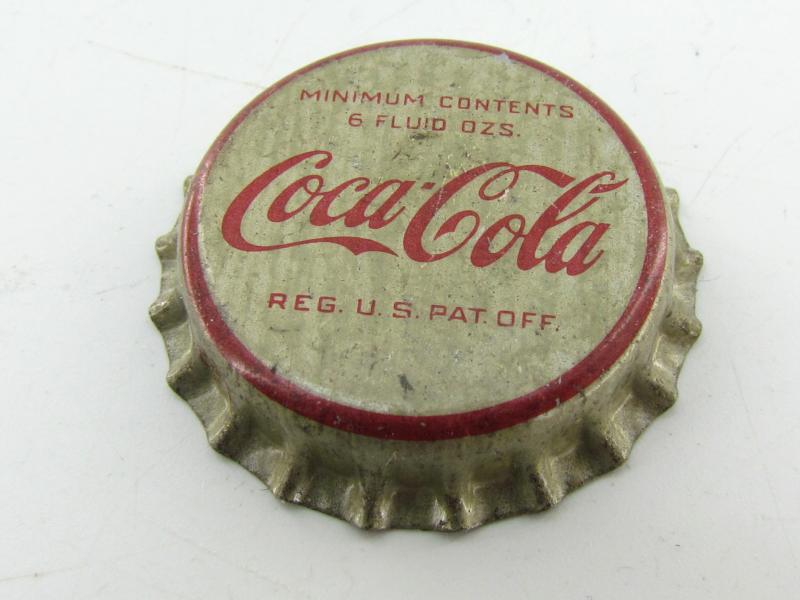 MINIMUM CONTENTS
6 FLUID OZS.
Coca-Cola
REG. U. S. PAT. OFF.